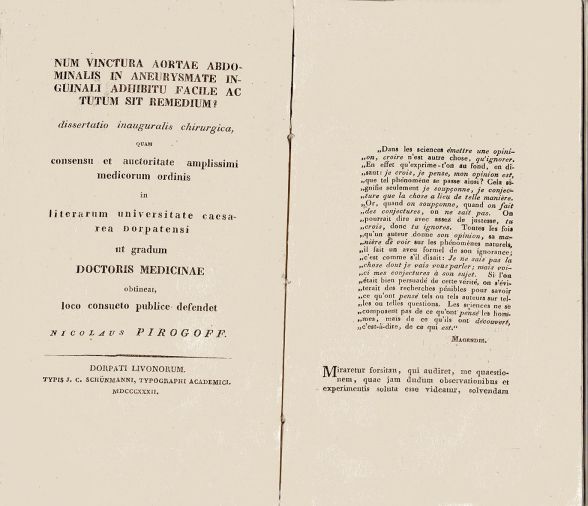 NUM VINCTURA AORTAE ABDO-
MINALIS IN ANEURYSMATE IN-
GUINALI ADHIBITU FACILE AC
TUTUM SIT REMEDIUM?
dissertatio inauguralis chirurgica,
QUAM
consensu et auctoritate amplissimi
medicorum ordinis
in
literarum universitate caesa-
rea Dorpatensi
ut gradum
DOCTORIS MEDICINAE
obtineat,
loco consueto publice defendet
NICOLAUS PIROGOFF.
DORPATI LIVONORUM.
TYPIS J. C. SCHÜNMANNI, TYPOGRAPHI ACADEMICI.
MDCCCXXXII.
„Dans les sciences émettre une opini-
„on, croire n'est autre chose, qu'ignorer.
„En effet qu'exprime-t'on au fond, en di-
„sant: je crois, je pense, mon opinion est,
„que tel phénomène se passe ainsi? Cela si-
„gnifie seulement je soupçonne, je conjec-
„ture que la chose a lieu de telle manière.
„Or, quand on soupçonne, quand on fait
„des conjectures, on ne sait pas. On
„pourrait dire avec assez de justesse, tu
„crois, donc tu ignores. Toutes les fois
„qu'un auteur donne son opinion, sa ma-
„nière de voir sur les phénomènes naturels,
„il fait un aveu formel de son ignorance;
„c'est comme s'il disait: Je ne sais pas la
„chose dont je vais vous parler; mais voi-
„ci mes conjectures à son sujet. Si l'on
„était bien persuadé de cette vérité, on s'évi-
„terait des recherches pénibles pour savoir
„ce qu'ont pensé tels ou tels auteurs sur tel-
„les ou telles questions. Les sciences ne se
„composent pas de ce qu'ont pensé les hom-
„mes, mais de ce qu'ils ont découvert,
„c'est-à-dire, de ce qui est."
Magendie.
Miraretur forsitan, qui audiret, me quaestio-
nem, quae jam dudum observationibus et
experimentis soluta esse videatur, solvendam